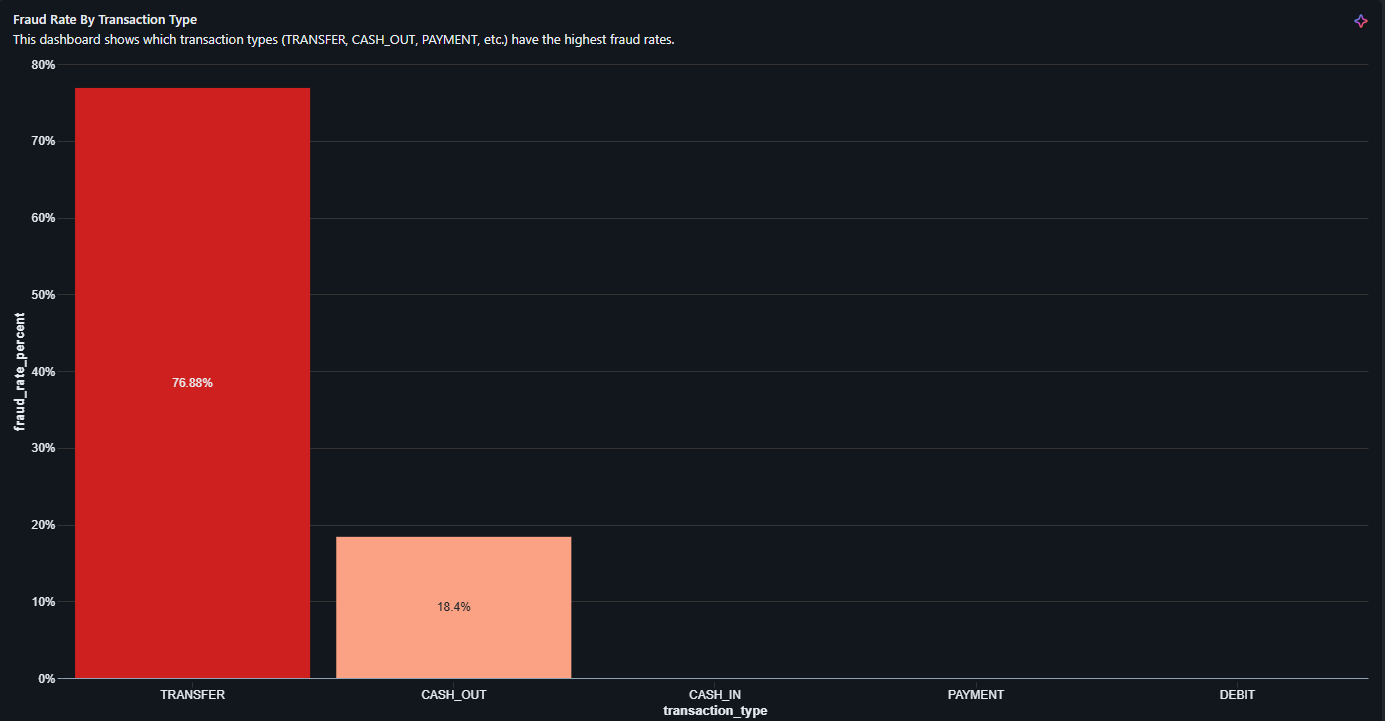 Fraud Rate By Transaction Type
This dashboard shows which transaction types (TRANSFER, CASH_OUT, PAYMENT, etc.) have the highest fraud rates.
80%
70%
60%
50%
40%
30%
20%
10%
0%
fraud_rate_percent
76.88%
18.4%
TRANSFER CASH_OUT CASH_IN PAYMENT DEBIT
transaction_type